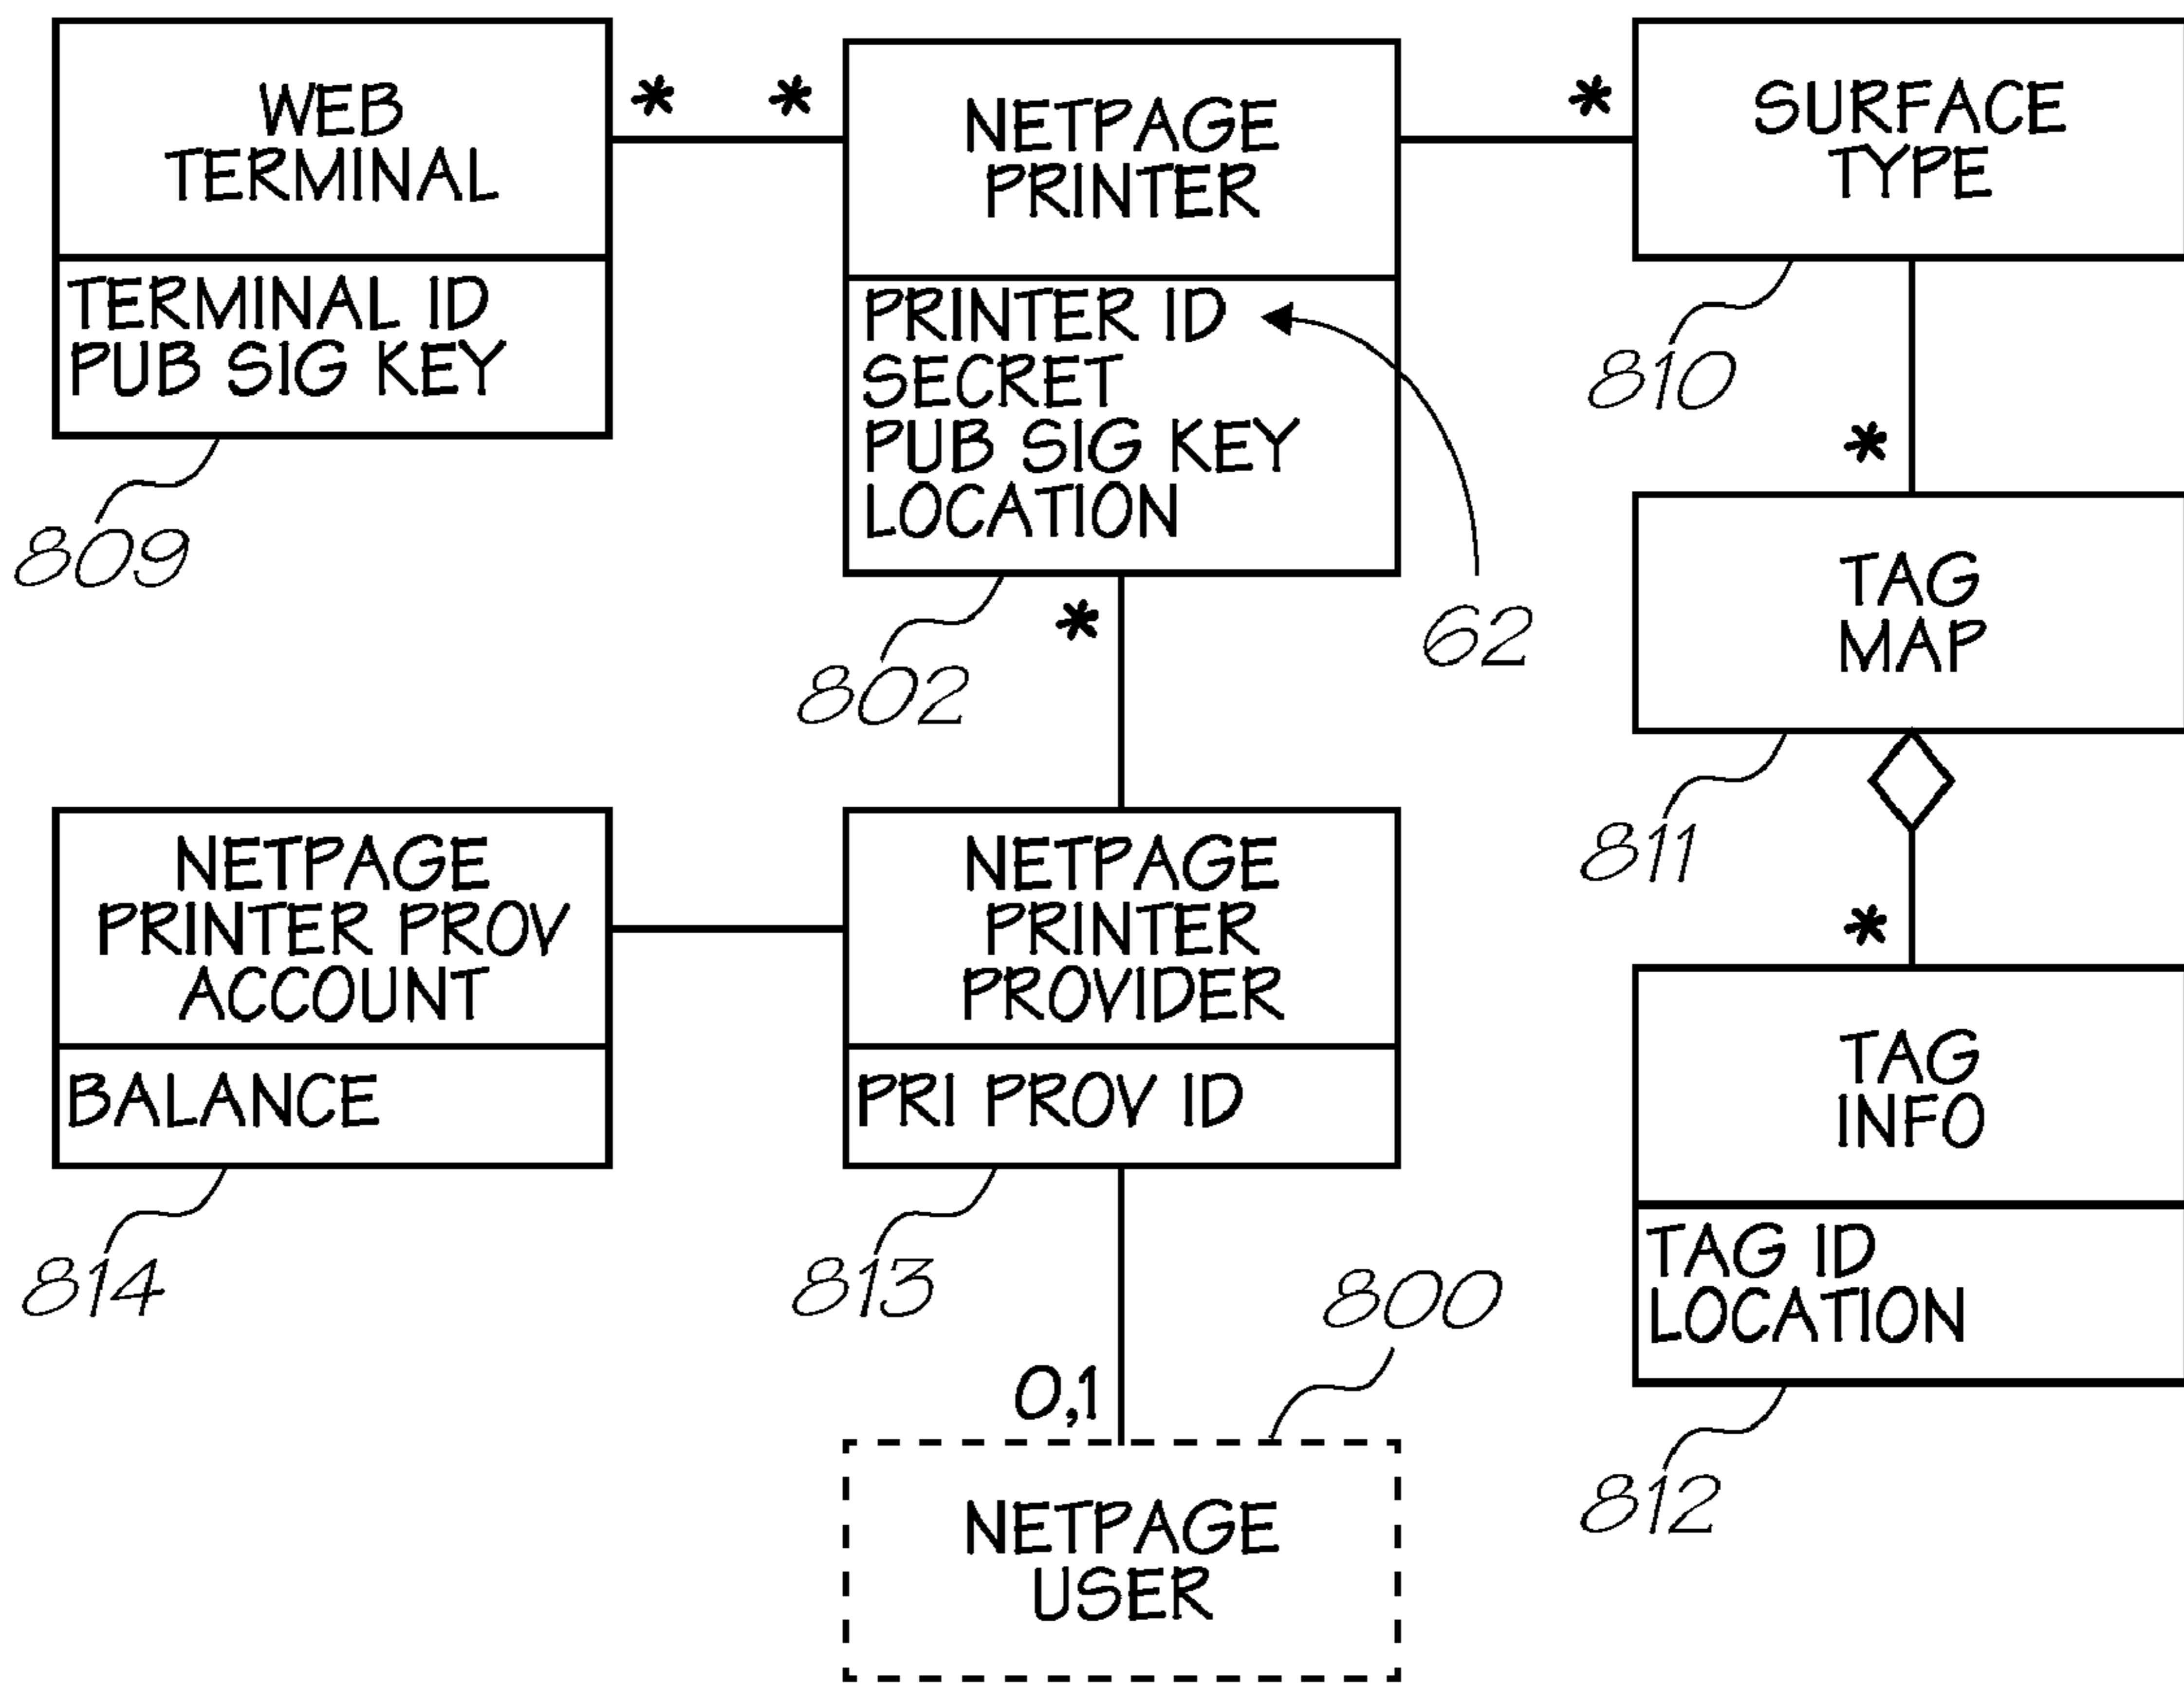 WEB
TERMINAL
* *
TERMINAL ID
PUB SIG KEY
809
NETPAGE
PRINTER
*
PRINTER ID
SECRET
PUB SIG KEY
LOCATION
62
802
*
SURFACE
TYPE
810
*
TAG
MAP
811
*
NETPAGE
PRINTER PROV
ACCOUNT
BALANCE
814
NETPAGE
PRINTER
PROVIDER
PRI PROV ID
813
TAG
INFO
TAG ID
LOCATION
812
800
0,1
NETPAGE
USER